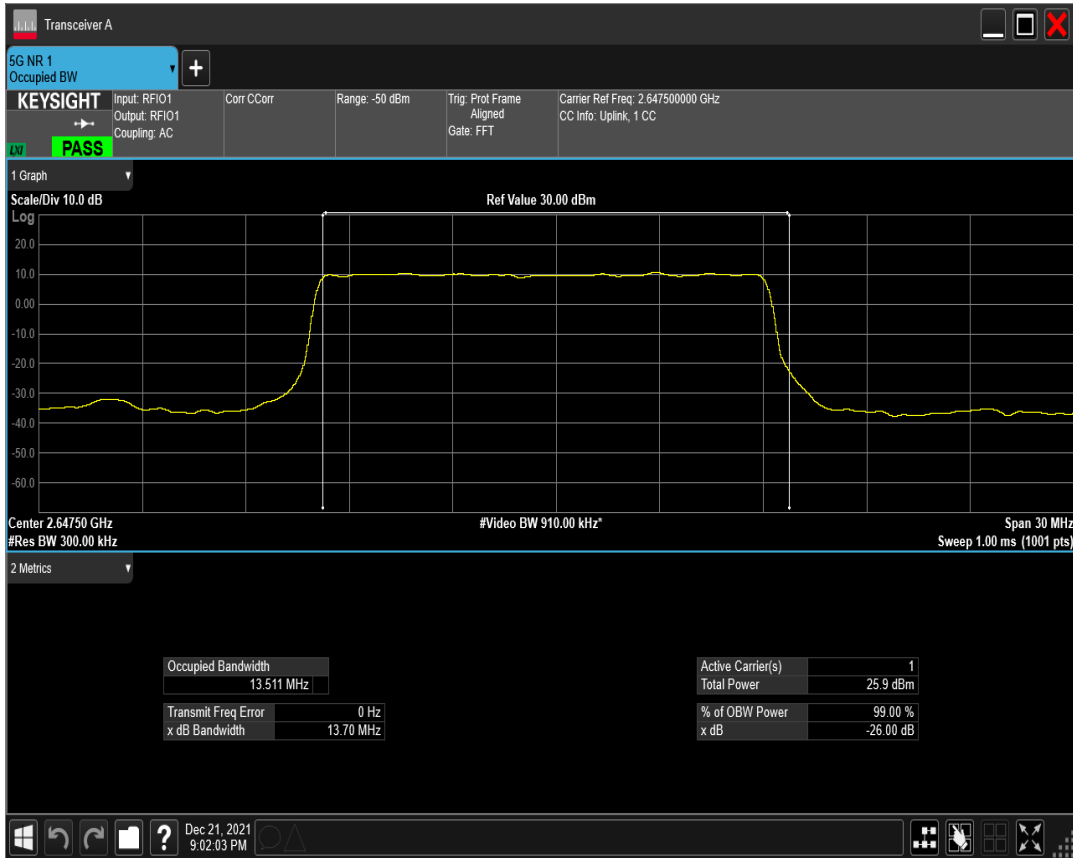 Transceiver A
5G NR 1
Occupied BW
KEYSIGHT
LXI
PASS
Input: RFIO1
Output: RFIO1
Coupling: AC
Corr CCorr
Range: -50 dBm
Trig: Prot Frame
Aligned
Gate: FFT
Carrier Ref Freq: 2.647500000 GHz
CC Info: Uplink, 1 CC
1 Graph
Scale/Div 10.0 dB
Ref Value 30.00 dBm
Log
20.0
10.0
0.00
-10.0
-20.0
-30.0
-40.0
-50.0
-60.0
Center 2.64750 GHz
#Video BW 910.00 kHz*
Span 30 MHz
#Res BW 300.00 kHz
Sweep 1.00 ms (1001 pts)
2 Metrics
Occupied Bandwidth
13.511 MHz
Transmit Freq Error 0 Hz
x dB Bandwidth 13.70 MHz
Active Carrier(s) 1
Total Power 25.9 dBm
% of OBW Power 99.00 %
x dB -26.00 dB
?
Dec 21, 2021
9:02:03 PM